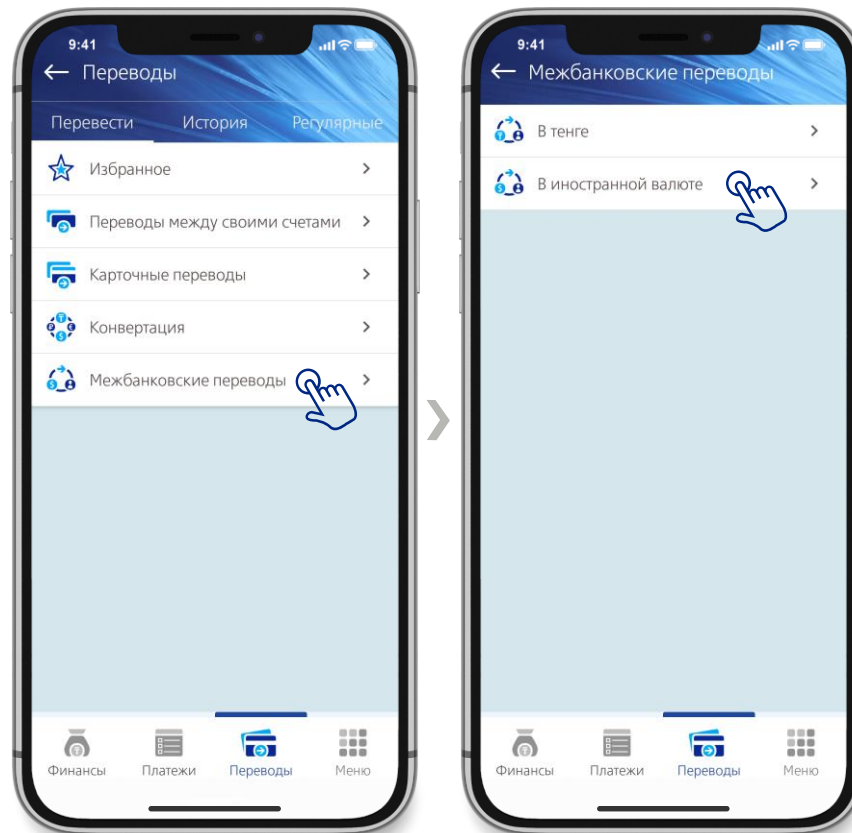 9:41
Переводы
Перевести История Регулярные
Избранное
Переводы между своими счетами
Карточные переводы
Конвертация
Межбанковские переводы
Финансы Платежи Переводы Меню
9:41
Межбанковские переводы
В тенге
В иностранной валюте
Финансы Платежи Переводы Меню